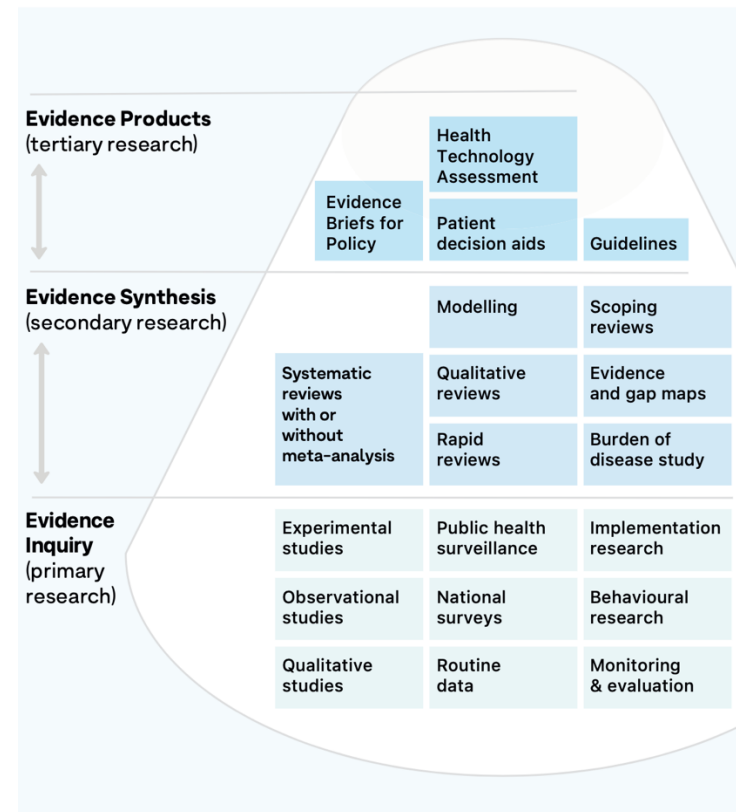 Evidence Products
(tertiary research)
Health
Technology
Assessment
Evidence
Briefs for
Policy
Patient
decision aids
Guidelines
Evidence Synthesis
(secondary research)
Modelling
Scoping
reviews
Systematic
reviews
with or
without
meta-analysis
Qualitative
reviews
Evidence
and gap maps
Rapid
reviews
Burden of
disease study
Evidence
Inquiry
(primary
research)
Experimental
studies
Public health
surveillance
Implementation
research
Observational
studies
National
surveys
Behavioural
research
Qualitative
studies
Routine
data
Monitoring
& evaluation